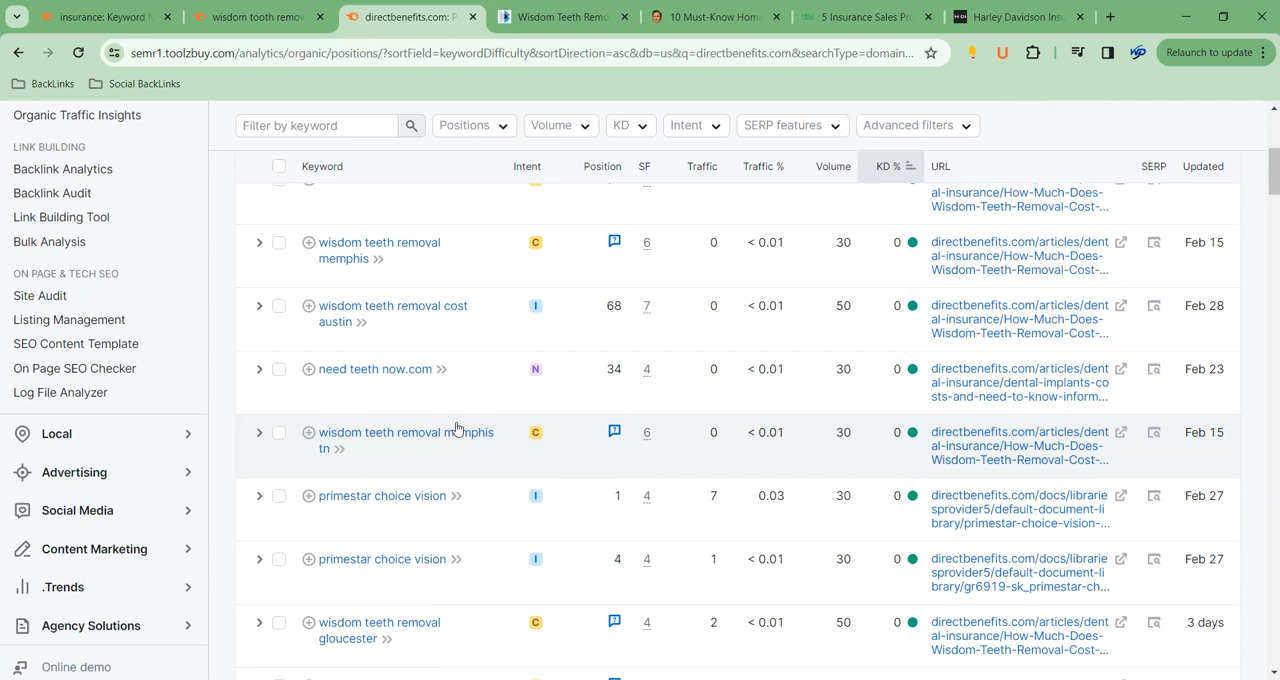 insurance: Keyword M
wisdom tooth remov
directbenefits.com: P
Wisdom Teeth Remo
10 Must-Know Home
5 Insurance Sales Pr
Harley Davidson Ins
semr1.toolzbuy.com/analytics/organic/positions/?sortField=keywordDifficulty&sortDirection=asc&db=us&q=directbenefits.com&searchType=domain...
Relaunch to update
BackLinks
Social BackLinks
Organic Traffic Insights
LINK BUILDING
Backlink Analytics
Backlink Audit
Link Building Tool
Bulk Analysis
ON PAGE & TECH SEO
Site Audit
Listing Management
SEO Content Template
On Page SEO Checker
Log File Analyzer
Local
Advertising
Social Media
Content Marketing
.Trends
Agency Solutions
Online demo
Filter by keyword
Positions
Volume
KD
Intent
SERP features
Advanced filters
Keyword Intent Position SF Traffic Traffic % Volume KD % URL SERP Updated
al-insurance/How-Much-Does-
Wisdom-Teeth-Removal-Cost-...
wisdom teeth removal C 6 0 < 0.01 30 0 directbenefits.com/articles/dent Feb 15
memphis >> al-insurance/How-Much-Does-
Wisdom-Teeth-Removal-Cost-...
wisdom teeth removal cost I 68 7 0 < 0.01 50 0 directbenefits.com/articles/dent Feb 28
austin >> al-insurance/How-Much-Does-
Wisdom-Teeth-Removal-Cost-...
need teeth now.com >> N 34 4 0 < 0.01 30 0 directbenefits.com/articles/dent Feb 23
al-insurance/dental-implants-co
sts-and-need-to-know-inform...
wisdom teeth removal memphis C 6 0 < 0.01 30 0 directbenefits.com/articles/dent Feb 15
tn >> al-insurance/How-Much-Does-
Wisdom-Teeth-Removal-Cost-...
primestar choice vision >> I 1 4 7 0.03 30 0 directbenefits.com/docs/librarie Feb 27
sprovider5/default-document-li
brary/primestar-choice-vision-...
primestar choice vision >> I 4 4 1 < 0.01 30 0 directbenefits.com/docs/librarie Feb 27
sprovider5/default-document-li
brary/gr6919-sk_primestar-ch...
wisdom teeth removal C 4 2 < 0.01 50 0 directbenefits.com/articles/dent 3 days
gloucester >> al-insurance/How-Much-Does-
Wisdom-Teeth-Removal-Cost-...